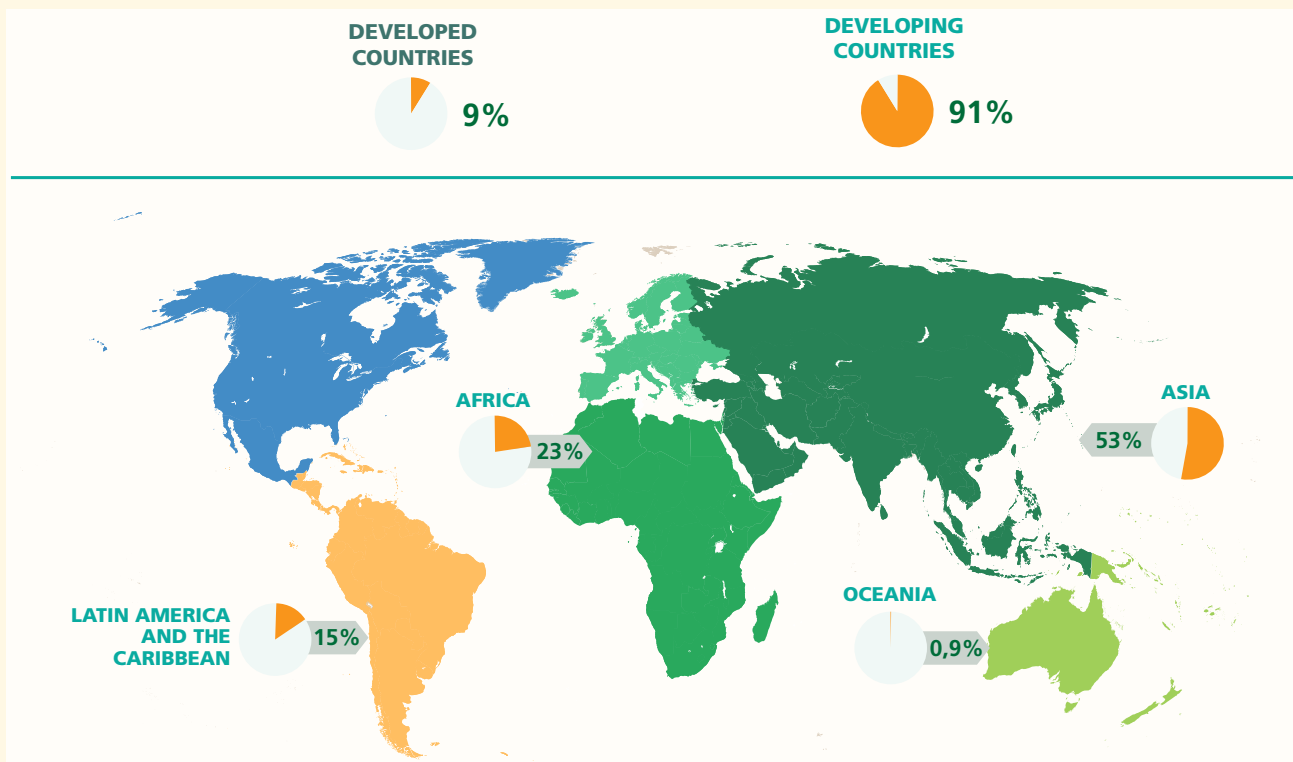 DEVELOPED
COUNTRIES
9%
DEVELOPING
COUNTRIES
91%
AFRICA
23%
ASIA
53%
LATIN AMERICA
AND THE
CARIBBEAN
15%
OCEANIA
0,9%